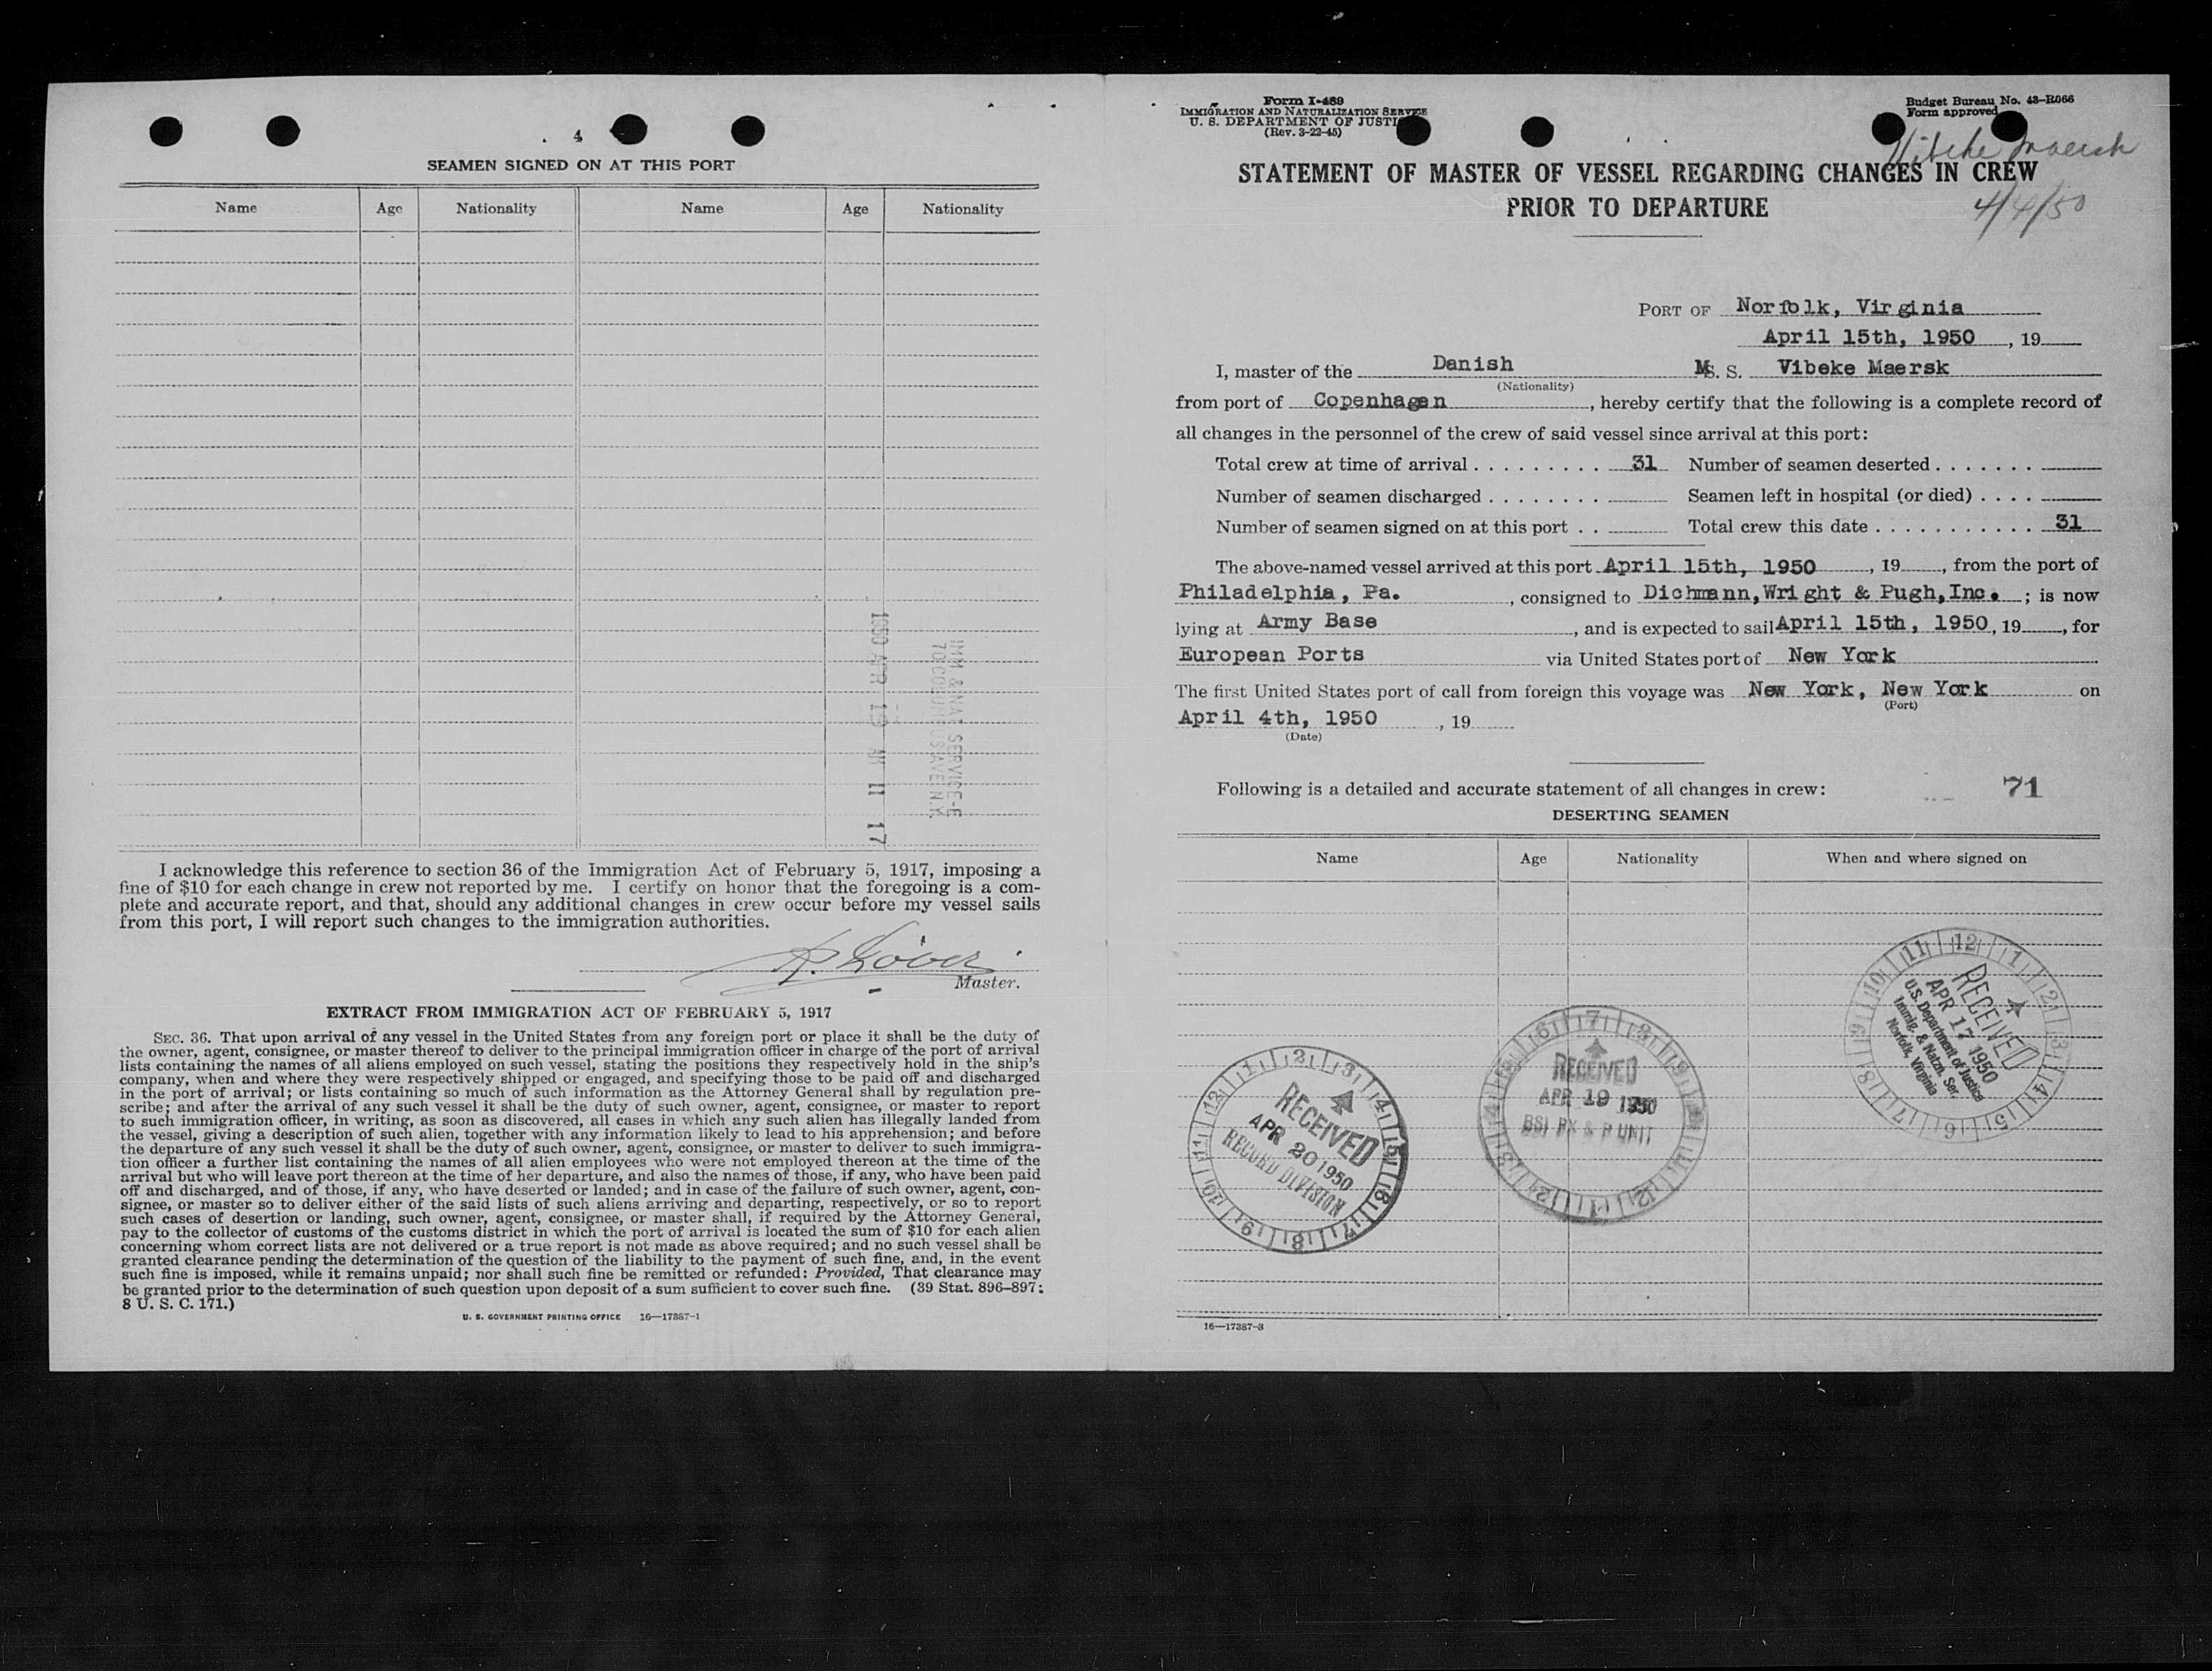 4
SEAMEN SIGNED ON AT THIS PORT
Name Age Nationality Name Age Nationality
1950 APR 19 AM 11 17
IMM & NAT SERVICE-E
70 COLUMBUS AVE N.Y.
I acknowledge this reference to section 36 of the Immigration Act of February 5, 1917, imposing a
fine of $10 for each change in crew not reported by me. I certify on honor that the foregoing is a com-
plete and accurate report, and that, should any additional changes in crew occur before my vessel sails
from this port, I will report such changes to the immigration authorities.
Master.
EXTRACT FROM IMMIGRATION ACT OF FEBRUARY 5, 1917
SEC. 36. That upon arrival of any vessel in the United States from any foreign port or place it shall be the duty of
the owner, agent, consignee, or master thereof to deliver to the principal immigration officer in charge of the port of arrival
lists containing the names of all aliens employed on such vessel, stating the positions they respectively hold in the ship's
company, when and where they were respectively shipped or engaged, and specifying those to be paid off and discharged
in the port of arrival; or lists containing so much of such information as the Attorney General shall by regulation pre-
scribe; and after the arrival of any such vessel it shall be the duty of such owner, agent, consignee, or master to report
to such immigration officer, in writing, as soon as discovered, all cases in which any such alien has illegally landed from
the vessel, giving a description of such alien, together with any information likely to lead to his apprehension; and before
the departure of any such vessel it shall be the duty of such owner, agent, consignee, or master to deliver to such immigra-
tion officer a further list containing the names of all alien employees who were not employed thereon at the time of the
arrival but who will leave port thereon at the time of her departure, and also the names of those, if any, who have been paid
off and discharged, and of those, if any, who have deserted or landed; and in case of the failure of such owner, agent, con-
signee, or master so to deliver either of the said lists of such aliens arriving and departing, respectively, or so to report
such cases of desertion or landing, such owner, agent, consignee, or master shall, if required by the Attorney General,
pay to the collector of customs of the customs district in which the port of arrival is located the sum of $10 for each alien
concerning whom correct lists are not delivered or a true report is not made as above required; and no such vessel shall be
granted clearance pending the determination of the question of the liability to the payment of such fine, and, in the event
such fine is imposed, while it remains unpaid; nor shall such fine be remitted or refunded: Provided, That clearance may
be granted prior to the determination of such question upon deposit of a sum sufficient to cover such fine. (39 Stat. 896–897;
8 U. S. C. 171.)
U. S. GOVERNMENT PRINTING OFFICE 16—17387-1
Form I-489
IMMIGRATION AND NATURALIZATION SERVICE
U. S. DEPARTMENT OF JUSTI
(Rev. 3-22-45)
Budget Bureau No. 43-R066
Form approved
Vibeke Maersk
STATEMENT OF MASTER OF VESSEL REGARDING CHANGES IN CREW
PRIOR TO DEPARTURE
4/4/50
PORT OF Norfolk, Virginia
April 15th, 1950, 19
I, master of the Danish M.S. S. Vibeke Maersk
(Nationality)
from port of Copenhagen, hereby certify that the following is a complete record of
all changes in the personnel of the crew of said vessel since arrival at this port:
Total crew at time of arrival . . . . . . . . . 31 Number of seamen deserted . . . . . . .
Number of seamen discharged . . . . . . . . Seamen left in hospital (or died) . . . .
Number of seamen signed on at this port . . Total crew this date . . . . . . . . . . . 31
The above-named vessel arrived at this port April 15th, 1950, 19, from the port of
Philadelphia, Pa., consigned to Dichmann,Wright & Pugh,Inc.; is now
lying at Army Base, and is expected to sail April 15th, 1950, 19, for
European Ports via United States port of New York
The first United States port of call from foreign this voyage was New York, New York on
(Port)
April 4th, 1950, 19
(Date)
Following is a detailed and accurate statement of all changes in crew: 71
DESERTING SEAMEN
Name Age Nationality When and where signed on
RECEIVED
APR 17 1950
U.S. Department of Justice
Immig. & Natzn. Ser.
Norfolk, Virginia
RECEIVED
APR 19 1950
BSI PX & P UNIT
RECEIVED
APR 20 1950
RECORD DIVISION
16—17387-3